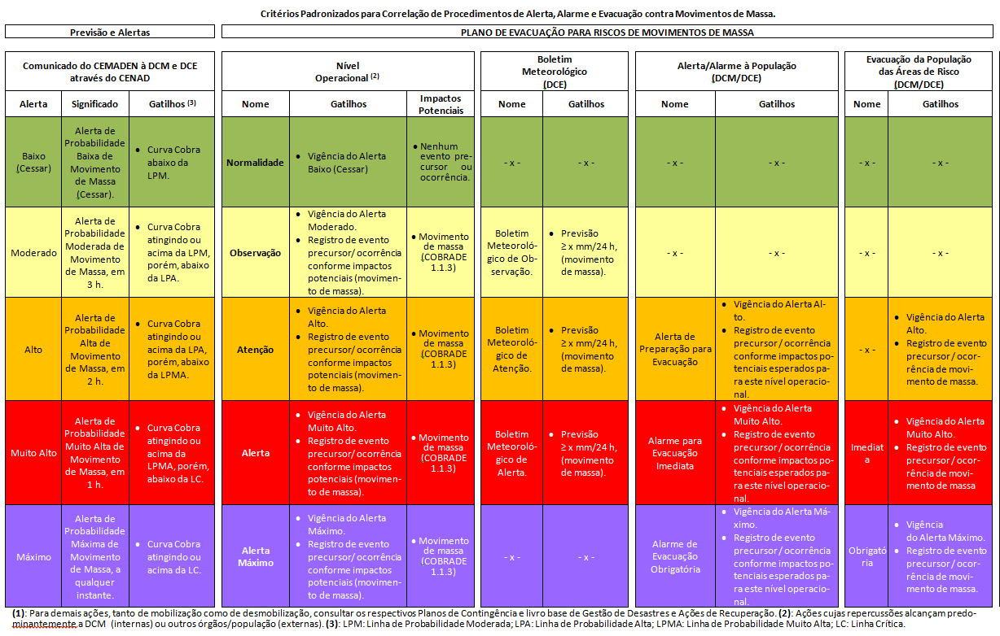 Critérios Padronizados para Correlação de Procedimentos de Alerta, Alarme e Evacuação contra Movimentos de Massa.
Previsão e Alertas
PLANO DE EVACUAÇÃO PARA RISCOS DE MOVIMENTOS DE MASSA
Comunicado do CEMADEN à DCM e DCE
através do CENAD
Nível
Operacional (2)
Boletim
Meteorológico
(DCE)
Alerta/Alarme à População
(DCM/DCE)
Evacuação da População
das Áreas de Risco
(DCM/DCE)
Alerta
Significado
Gatilhos (3)
Nome
Gatilhos
Impactos
Potenciais
Nome
Gatilhos
Nome
Gatilhos
Nome
Gatilhos
Baixo
(Cessar)
Alerta de
Probabilidade
Baixa de
Movimento
de Massa
(Cessar).
• Curva Cobra
abaixo da
LPM.
Normalidade
• Vigência do Alerta
Baixo (Cessar)
• Nenhum
evento pre-
cursor ou
ocorrência.
- x -
- x -
- x -
- x -
- x -
- x -
Moderado
Alerta de
Probabilidade
Moderada de
Movimento
de Massa, em
3 h.
• Curva Cobra
atingindo ou
acima da LPM,
porém, abaixo
da LPA.
Observação
• Vigência do Alerta
Moderado.
• Registro de evento
precursor/ ocorrência
conforme impactos
potenciais (movimen-
to de massa).
• Movimento
de massa
(COBRADE
1.1.3)
Boletim
Meteoroló-
gico de Ob-
servação.
• Previsão
≥ x mm/24 h,
(movimento
de massa).
- x -
- x -
- x -
- x -
Alto
Alerta de
Probabilidade
Alta de
Movimento
de Massa, em
2 h.
• Curva Cobra
atingindo ou
acima da LPA,
porém, abaixo
da LPMA.
Atenção
• Vigência do Alerta
Alto.
• Registro de evento
precursor/ ocorrência
conforme impactos
potenciais (movimen-
to de massa).
• Movimento
de massa
(COBRADE
1.1.3)
Boletim
Meteoroló-
gico de
Atenção.
• Previsão
≥ x mm/24 h,
(movimento
de massa).
Alerta de
Preparação para
Evacuação
• Vigência do Alerta Al-
to.
• Registro de evento
precursor/ ocorrência
conforme impactos po-
tenciais esperados pa-
ra este nível operacio-
nal.
- x -
• Vigência do Alerta
Alto.
• Registro de evento
precursor/ ocor-
rência de movi-
mento de massa.
Muito Alto
Alerta de
Probabilidade
Muito Alta de
Movimento
de Massa, em
1 h.
• Curva Cobra
atingindo ou
acima da
LPMA, porém,
abaixo da LC.
Alerta
• Vigência do Alerta
Muito Alto.
• Registro de evento
precursor/ ocorrência
conforme impactos
potenciais (movimen-
to de massa).
• Movimento
de massa
(COBRADE
1.1.3)
Boletim
Meteoroló-
gico de
Alerta.
• Previsão
≥ x mm/24 h,
(movimento
de massa).
Alarme para
Evacuação
Imediata
• Vigência do Alerta
Muito Alto.
• Registro de evento
precursor/ ocorrência
conforme impactos po-
tenciais esperados pa-
ra este nível operacio-
nal.
Imediat
a
• Vigência do Alerta
Muito Alto.
• Registro de evento
precursor/ ocor-
rência de movi-
mento de massa
Máximo
Alerta de
Probabilidade
Máxima de
Movimento
de Massa, a
qualquer
instante.
• Curva Cobra
atingindo ou
acima da LC.
Alerta
Máximo
• Vigência do Alerta
Máximo.
• Registro de evento
precursor/ ocorrência
conforme impactos
potenciais (movimen-
to de massa).
• Movimento
de massa
(COBRADE
1.1.3)
- x -
- x -
Alarme de
Evacuação
Obrigatória
• Vigência do Alerta Má-
ximo.
• Registro de evento
precursor/ ocorrência
conforme impactos po-
tenciais esperados pa-
ra este nível operacio-
nal.
Obrigató
ria
• Vigência
do Alerta Máximo.
• Registro de evento
precursor/ ocor-
rência de movi-
mento de massa.
(1): Para demais ações, tanto de mobilização como de desmobilização, consultar os respectivos Planos de Contingência e livro base de Gestão de Desastres e Ações de Recuperação. (2): Ações cujas repercussões alcançam predo-
minantemente a DCM (internas) ou outros órgãos/população (externas). (3): LPM: Linha de Probabilidade Moderada; LPA: Linha de Probabilidade Alta; LPMA: Linha de Probabilidade Muito Alta; LC: Linha Crítica.